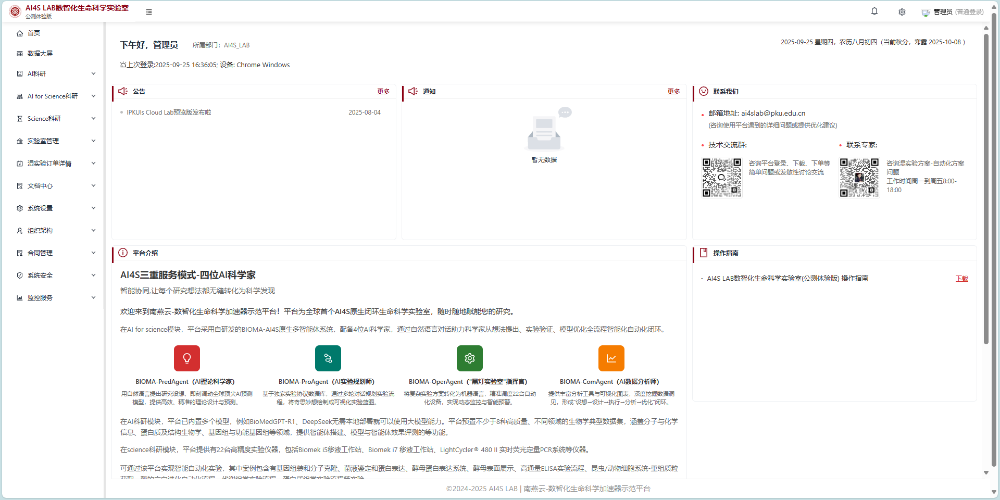 AI4S LAB数智化生命科学实验室
公测体验版
管理员 (普通登录)
首页
数据大屏
AI科研
AI for Science科研
Science科研
实验室管理
湿实验订单详情
文档中心
系统设置
组织架构
合同管理
系统安全
监控服务
下午好，管理员 所属部门：AI4S_LAB
2025-09-25 星期四，农历八月初四（当前秋分，寒露 2025-10-08 ）
上次登录:2025-09-25 16:36:05; 设备: Chrome Windows
公告 更多
IPKUIs Cloud Lab预览版发布啦 2025-08-04
通知 更多
暂无数据
联系我们
邮箱地址: ai4slab@pku.edu.cn
(咨询使用平台遇到的详细问题或提供优化建议)
技术交流群:
咨询平台登录、下载、下单等
简单问题或发散性讨论交流
联系专家:
咨询湿实验方案-自动化方案
问题
工作时间周一到周五8:00-
18:00
平台介绍
AI4S三重服务模式-四位AI科学家
智能协同,让每个研究想法都无缝转化为科学发现
欢迎来到南燕云-数智化生命科学加速器示范平台！平台为全球首个AI4S原生闭环生命科学实验室，随时随地赋能您的研究。
在AI for science模块，平台采用自研发的BIOMA-AI4S原生多智能体系统，配备4位AI科学家，通过自然语言对话助力科学家从想法提出、实验验证、模型优化全流程智能化自动化闭环。
BIOMA-PredAgent（AI理论科学家）
用自然语言提出研究设想，即刻调动全球顶尖AI预测
模型，提供高效、精准的理论设计与预测。
BIOMA-ProAgent（AI实验规划师）
基于独家实验协议数据库，通过多轮对话规划实验流
程，将奇思妙想绘制成可视化实验蓝图。
BIOMA-OperAgent（"黑灯实验室"指挥官）
将复杂实验方案转化为机器语言，精准调度22台自动
化设备，实现动态监控与智能预警。
BIOMA-ComAgent（AI数据分析师）
提供丰富分析工具与可视化图表，深度挖掘数据洞
见，形成"设想→设计→执行→分析→优化"闭环。
在AI科研模块，平台已内置多个模型，例如BioMedGPT-R1、DeepSeek无需本地部署就可以使用大模型能力。平台预置不少于8种高质量、不同领域的生物学典型数据集，涵盖分子与化学
信息、蛋白质及结构生物学、基因组与功能基因组等领域，提供智能体搭建、模型与智能体效果评测的等功能。
在science科研模块，平台提供有22台高精度实验仪器，包括Biomek i5移液工作站、Biomek i7 移液工作站、LightCycler® 480 II 实时荧光定量PCR系统等仪器。
可通过该平台实现智能自动化实验，其中案例包含有基因组装和分子克隆、菌液鉴定和蛋白表达、酵母蛋白表达系统、酵母表面展示、高通量ELISA实验流程、昆虫/动物细胞系统-重组质粒
获取、酶的定向进化自动化流程、代谢组学实验流程、蛋白质组学实验流程等实验
操作指南
AI4S LAB数智化生命科学实验室(公测体验版) 操作指南 下载
©2024-2025 AI4S LAB | 南燕云-数智化生命科学加速器示范平台